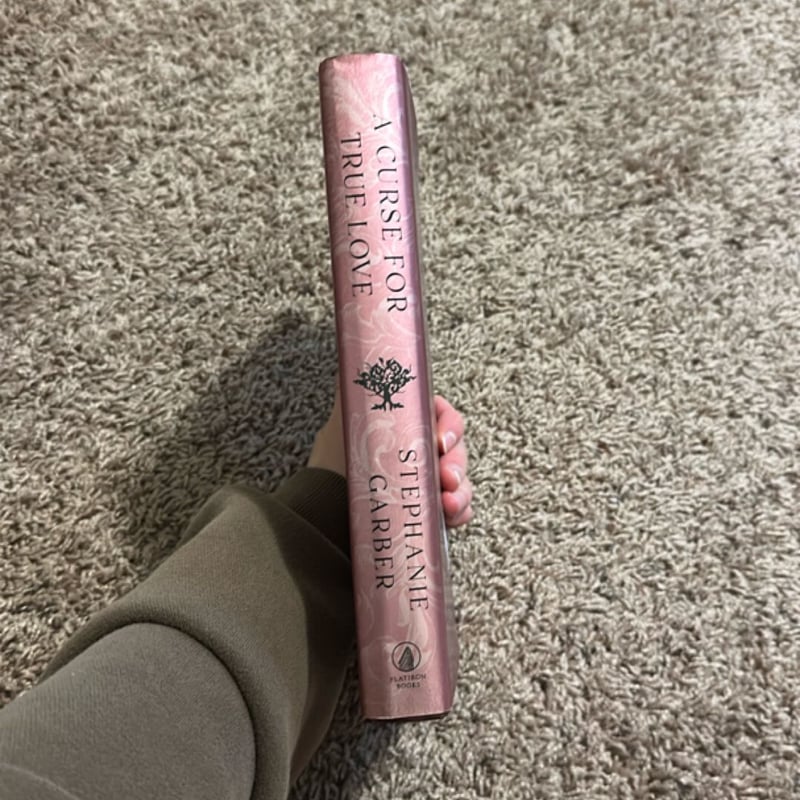 A CURSE FOR
TRUE LOVE
STEPHANIE
GARBER
FLATIRON
BOOKS